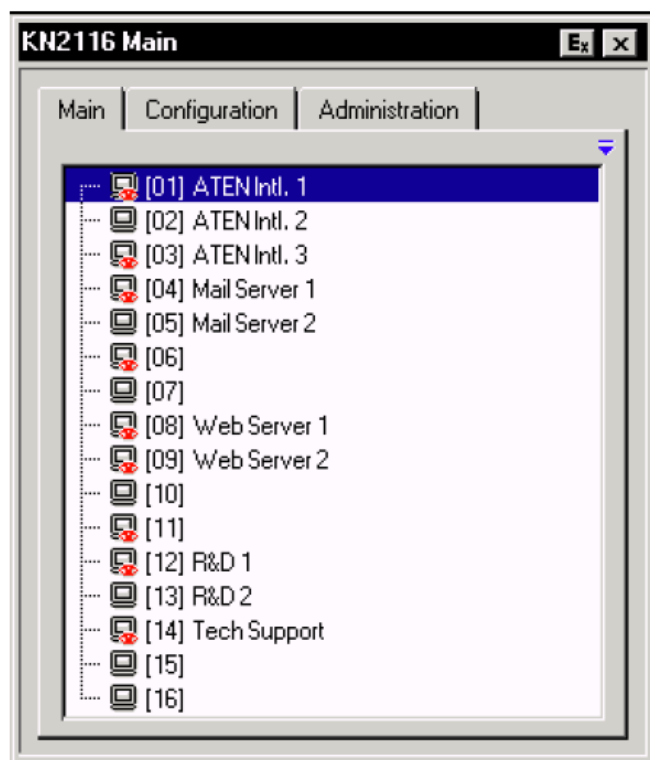 KN2116 Main Ex ×
Main Configuration Administration
[01] ATEN Intl. 1
[02] ATEN Intl. 2
[03] ATEN Intl. 3
[04] Mail Server 1
[05] Mail Server 2
[06]
[07]
[08] Web Server 1
[09] Web Server 2
[10]
[11]
[12] R&D 1
[13] R&D 2
[14] Tech Support
[15]
[16]